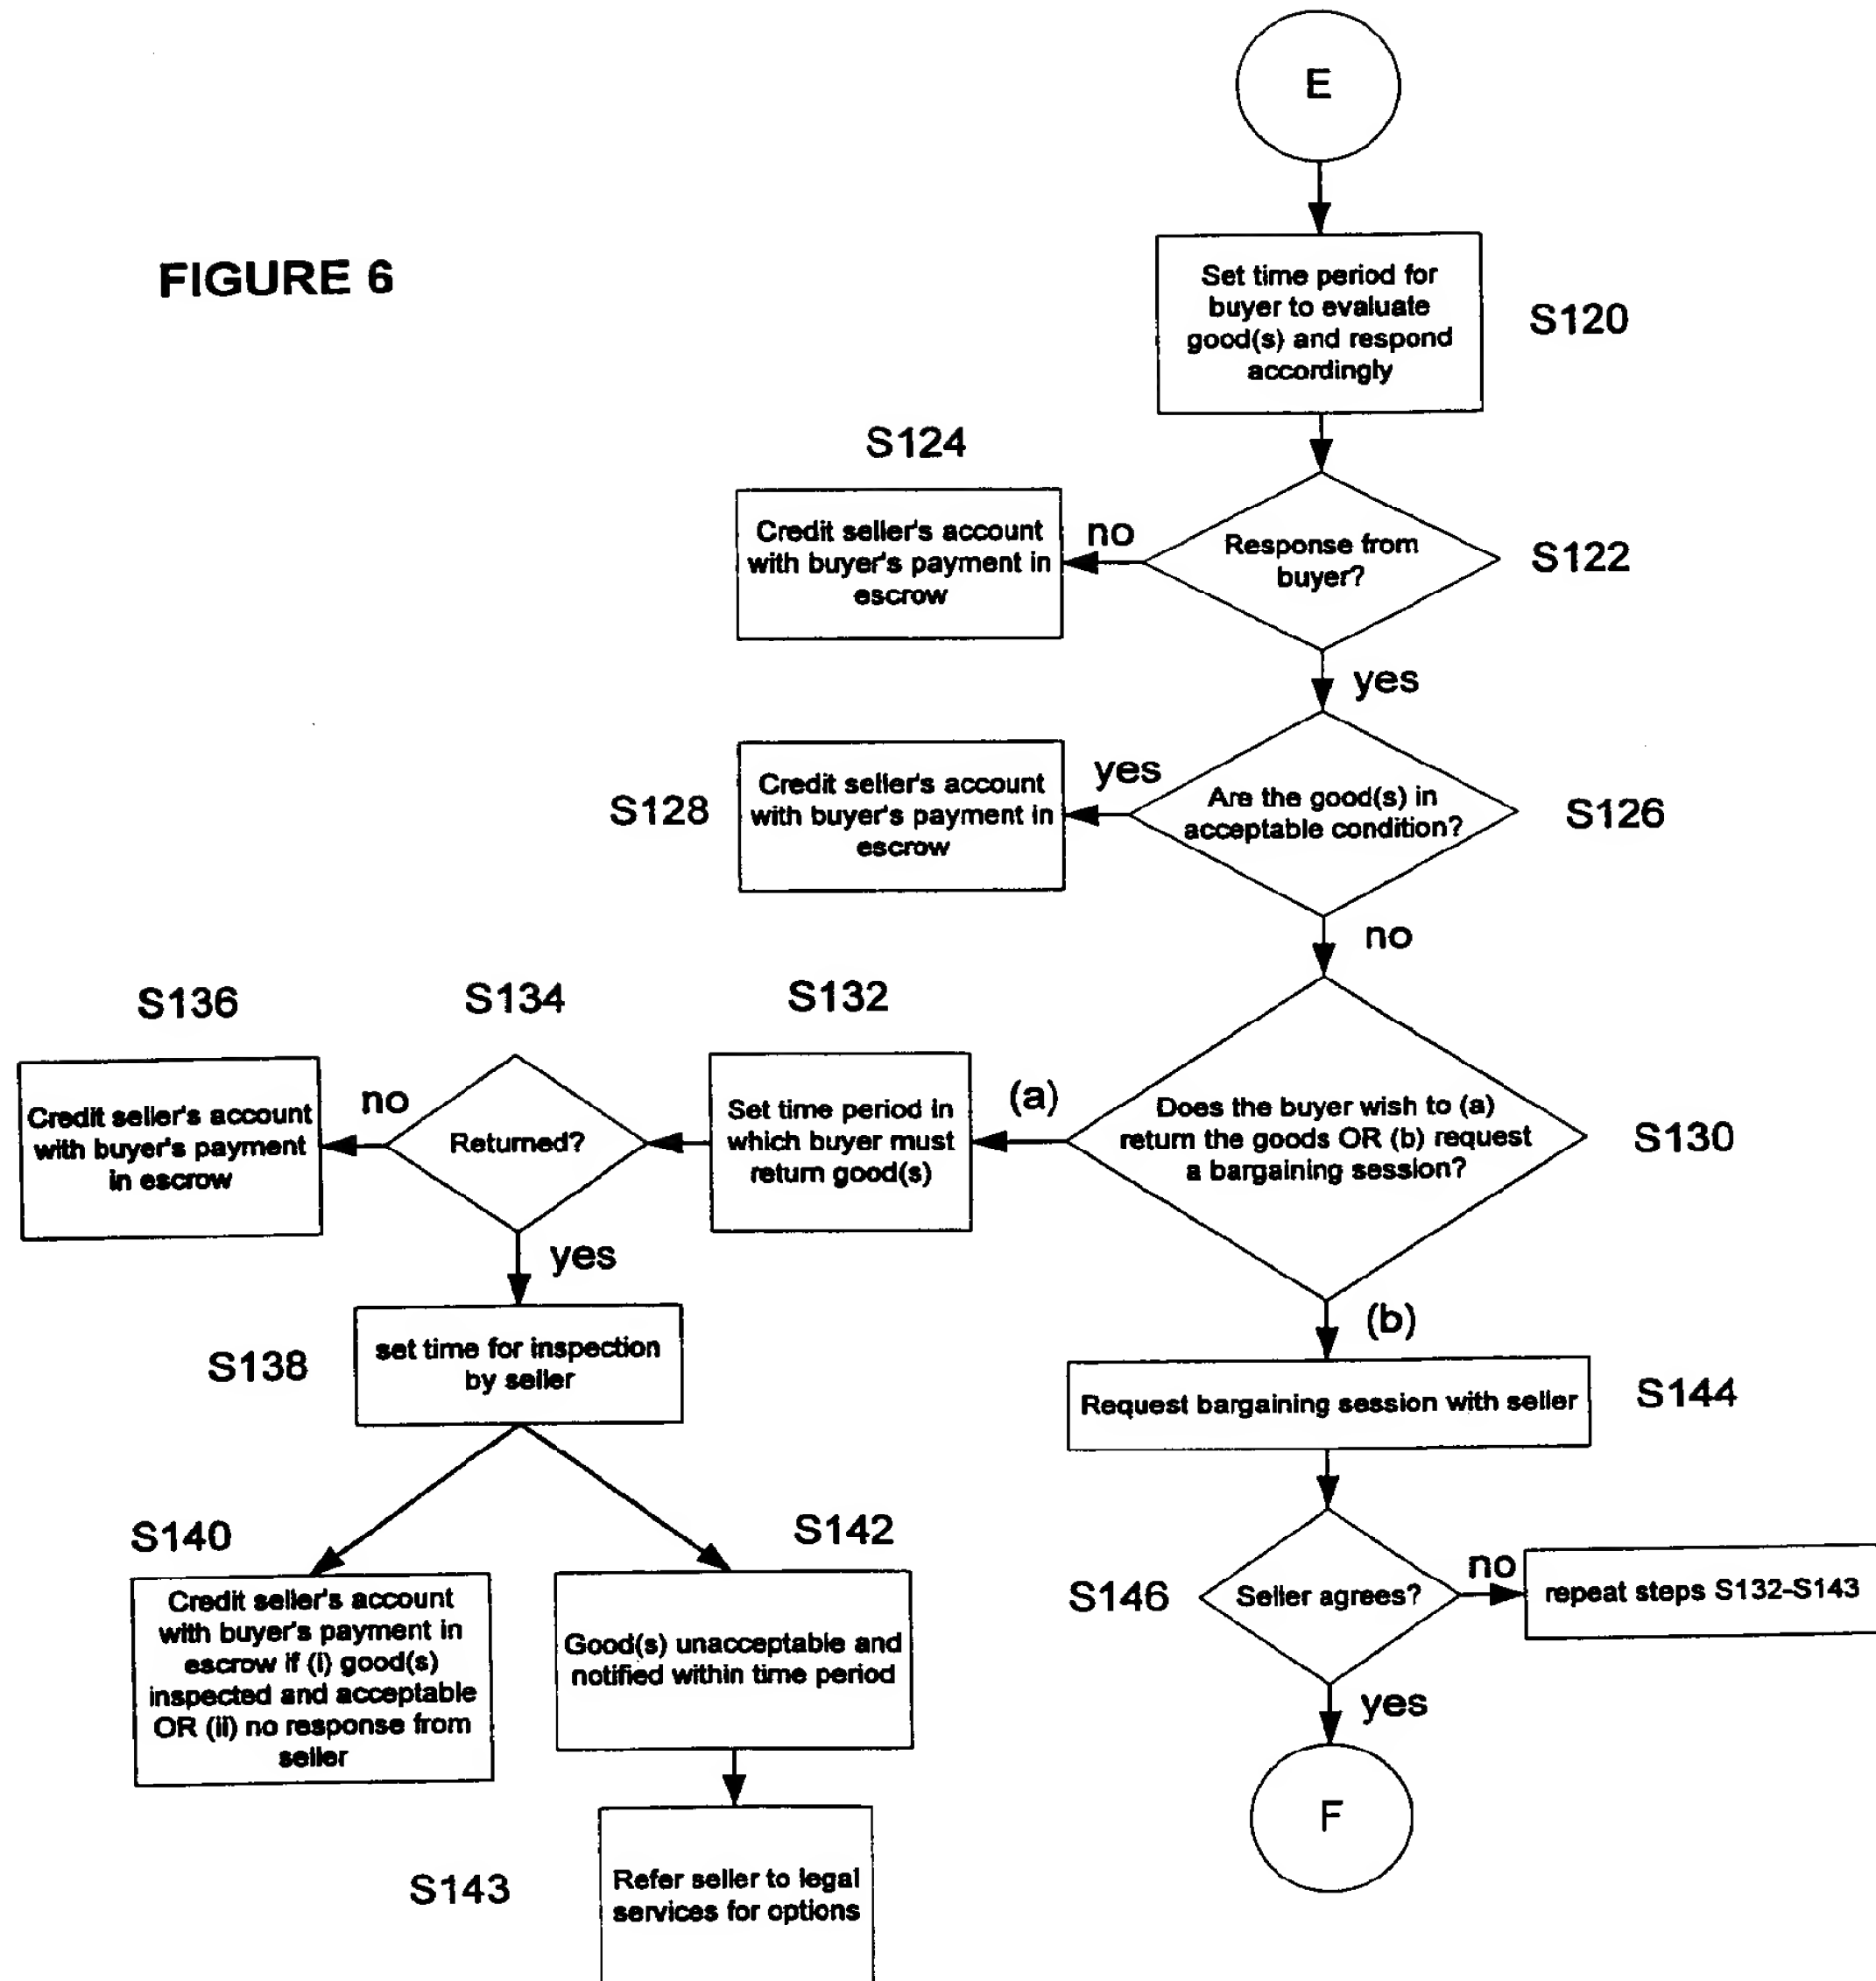 E
FIGURE 6
Set time period for
buyer to evaluate
good(s) and respond
accordingly
S120
S124
Credit seller's account
with buyer's payment in
escrow
no
Response from
buyer?
S122
yes
S128
Credit seller's account
with buyer's payment in
escrow
yes
Are the good(s) in
acceptable condition?
S126
no
S136
S134
S132
Credit seller's account
with buyer's payment
in escrow
no
Returned?
Set time period in
which buyer must
return good(s)
(a)
Does the buyer wish to (a)
return the goods OR (b) request
a bargaining session?
S130
yes
(b)
S138
set time for inspection
by seller
Request bargaining session with seller
S144
S140
S142
Credit seller's account
with buyer's payment in
escrow if (i) good(s)
inspected and acceptable
OR (ii) no response from
seller
Good(s) unacceptable and
notified within time period
S146
Seller agrees?
no
repeat steps S132-S143
yes
F
S143
Refer seller to legal
services for options